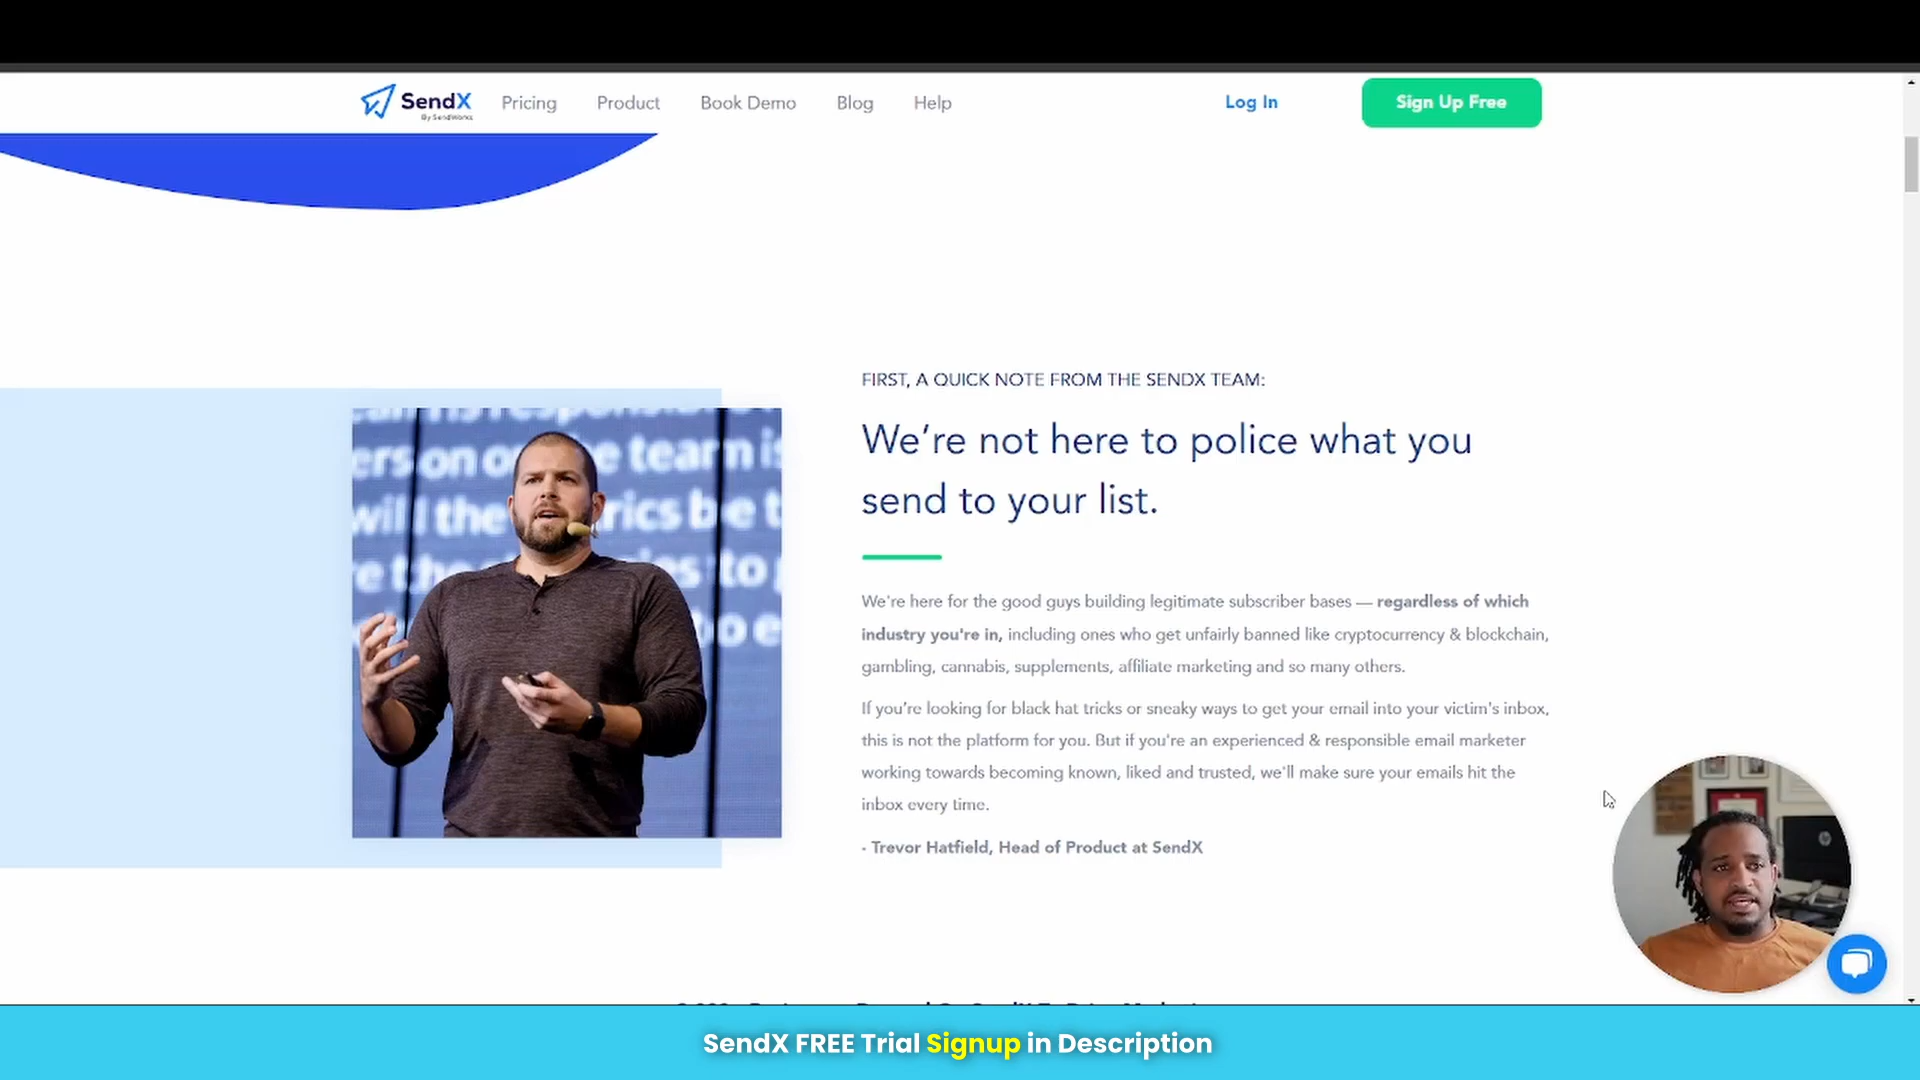 SendX
By SendWorks
Pricing
Product
Book Demo
Blog
Help
Log In
Sign Up Free
FIRST, A QUICK NOTE FROM THE SENDX TEAM:
We're not here to police what you
send to your list.
We're here for the good guys building legitimate subscriber bases — regardless of which
industry you're in, including ones who get unfairly banned like cryptocurrency & blockchain,
gambling, cannabis, supplements, affiliate marketing and so many others.
If you're looking for black hat tricks or sneaky ways to get your email into your victim's inbox,
this is not the platform for you. But if you're an experienced & responsible email marketer
working towards becoming known, liked and trusted, we'll make sure your emails hit the
inbox every time.
- Trevor Hatfield, Head of Product at SendX
team is
will the
to
SendX FREE Trial Signup in Description